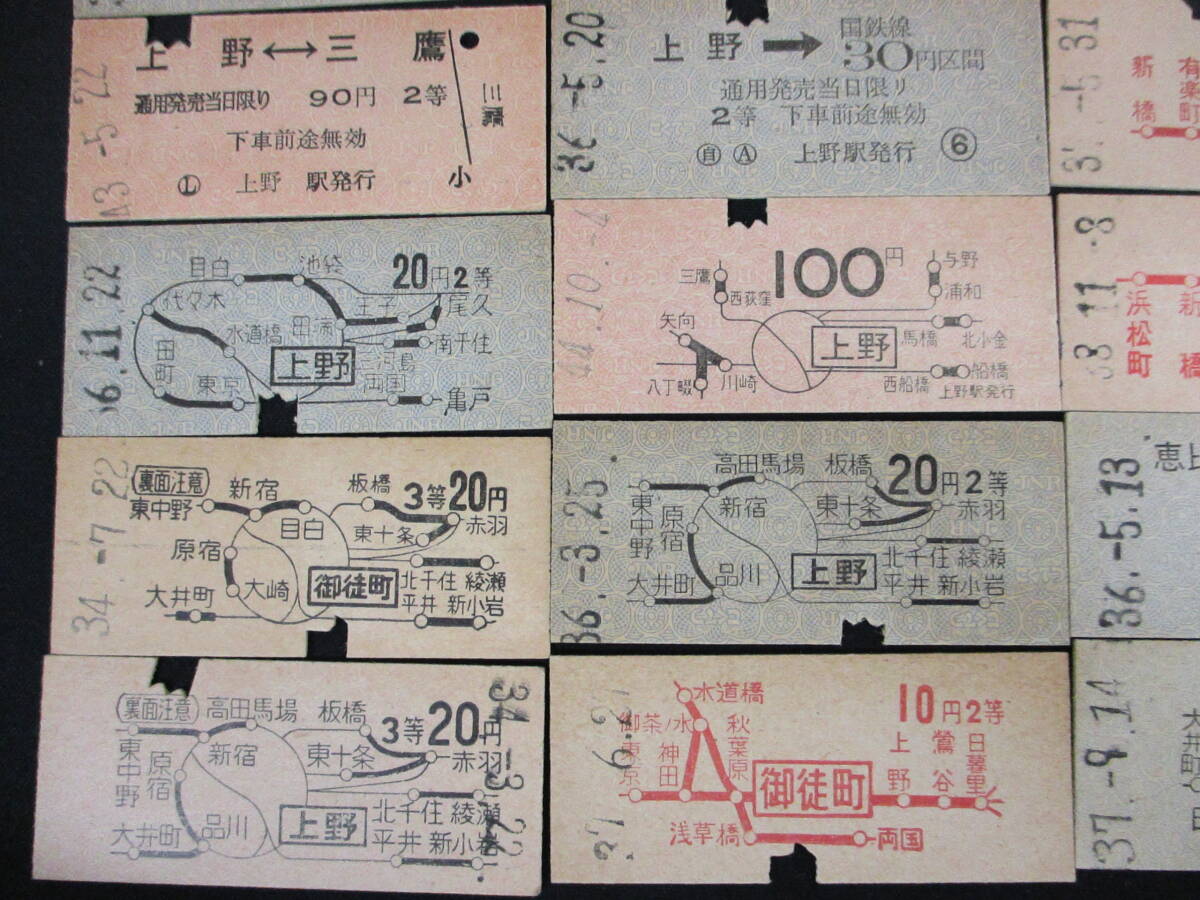 上野↔三鷹
通用発売当日限り 90円 2等
下車前途無効
Ⓛ 上野 駅発行
三鷹
小
43-5.22
上野➡国鉄線30円区間
通用発売当日限り
2等 下車前途無効
㊀自 Ⓐ 上野駅発行 ⑥
36-5.20
5.31
新橋
有楽町
目白 池袋 20円2等
代々木 王子 尾久
水道橋 田端
上野 南千住
田町 三河島
東京 両国 亀戸
36.11.22
100円
三鷹 与野
西荻窪 浦和
矢向
上野 馬橋 北小金
川崎
八丁畷 西船橋 船橋
上野駅発行
44.10.-4
38.11.-8
浜松町
新橋
裏面注意 新宿 板橋 3等20円
東中野 目白 東十条 赤羽
原宿
大井町 大崎 御徒町 北千住 綾瀬
平井 新小岩
34.-7.22
高田馬場 板橋 20円2等
東中野 原宿 新宿 東十条 赤羽
大井町 品川 上野 北千住 綾瀬
平井 新小岩
36.-3.25
36.-5.13
恵
裏面注意 高田馬場 板橋 3等20円
東中野 原宿 新宿 東十条 赤羽
大井町 品川 上野 北千住 綾瀬
平井 新小岩
34.-3.22
水道橋 10円2等
御茶ノ水 秋葉原 上野 鶯谷 日暮里
東京 神田 御徒町
浅草橋 両国
37.-9.14
大井町